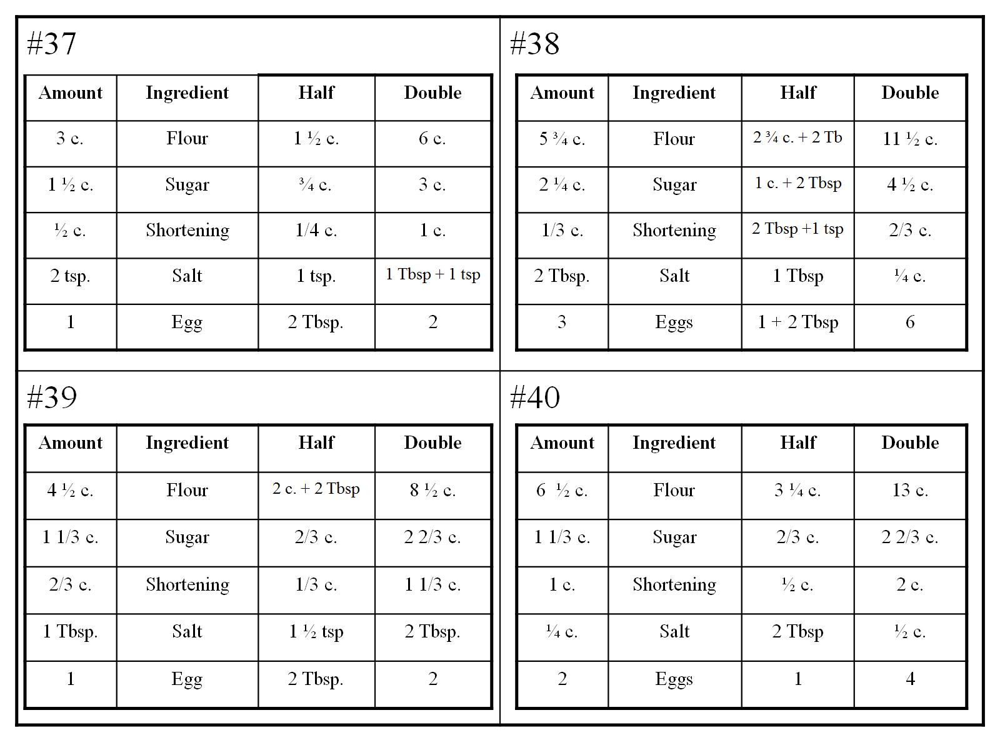 #37
Amount Ingredient Half Double
3 c. Flour 1 ½ c. 6 c.
1 ½ c. Sugar ¾ c. 3 c.
½ c. Shortening 1/4 c. 1 c.
2 tsp. Salt 1 tsp. 1 Tbsp + 1 tsp
1 Egg 2 Tbsp. 2
#38
Amount Ingredient Half Double
5 ¾ c. Flour 2 ¾ c. + 2 Tb 11 ½ c.
2 ¼ c. Sugar 1 c. + 2 Tbsp 4 ½ c.
1/3 c. Shortening 2 Tbsp +1 tsp 2/3 c.
2 Tbsp. Salt 1 Tbsp ¼ c.
3 Eggs 1 + 2 Tbsp 6
#39
Amount Ingredient Half Double
4 ½ c. Flour 2 c. + 2 Tbsp 8 ½ c.
1 1/3 c. Sugar 2/3 c. 2 2/3 c.
2/3 c. Shortening 1/3 c. 1 1/3 c.
1 Tbsp. Salt 1 ½ tsp 2 Tbsp.
1 Egg 2 Tbsp. 2
#40
Amount Ingredient Half Double
6 ½ c. Flour 3 ¼ c. 13 c.
1 1/3 c. Sugar 2/3 c. 2 2/3 c.
1 c. Shortening ½ c. 2 c.
¼ c. Salt 2 Tbsp ½ c.
2 Eggs 1 4